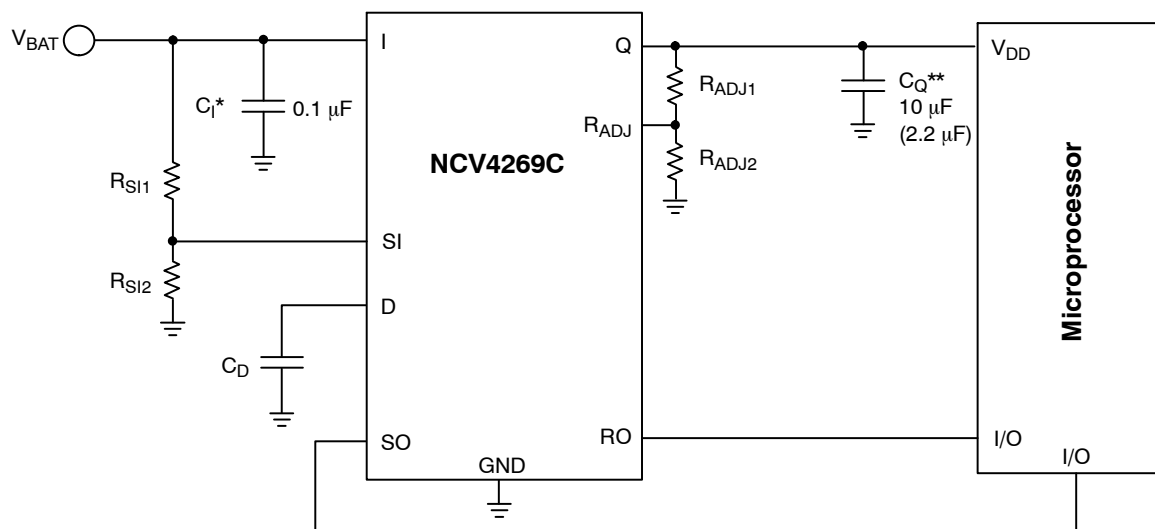 V_BAT
I
Q
V_DD
C_I*
0.1 μF
R_ADJ1
C_Q**
10 μF
(2.2 μF)
R_ADJ
NCV4269C
R_ADJ2
R_SI1
SI
R_SI2
D
C_D
Microprocessor
SO
RO
I/O
GND
I/O